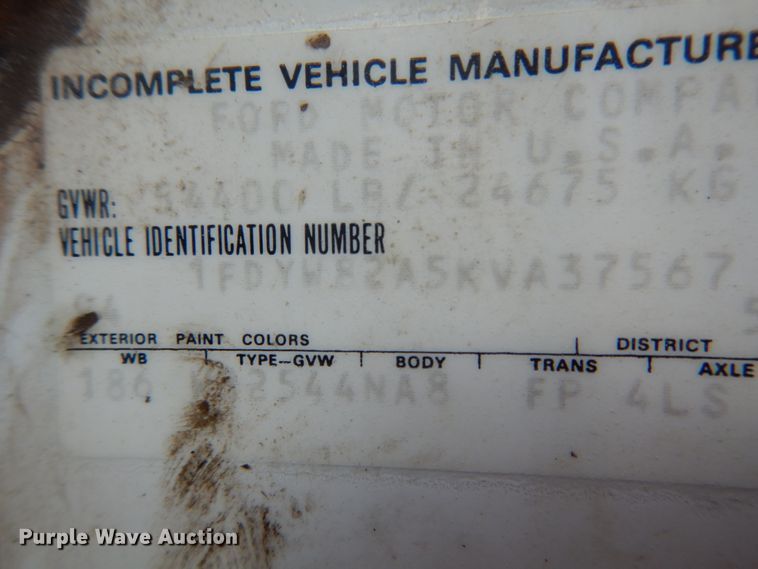 INCOMPLETE VEHICLE MANUFACTURE
FORD MOTOR COMPA
MADE IN U.S.A.
GVWR: 54400 LB/ 24675 KG
VEHICLE IDENTIFICATION NUMBER
1FDYW82A5KVA37567
EXTERIOR PAINT COLORS DISTRICT
WB TYPE-GVW BODY TRANS AXLE
186 2544NA8 FP 4LS
Purple Wave Auction